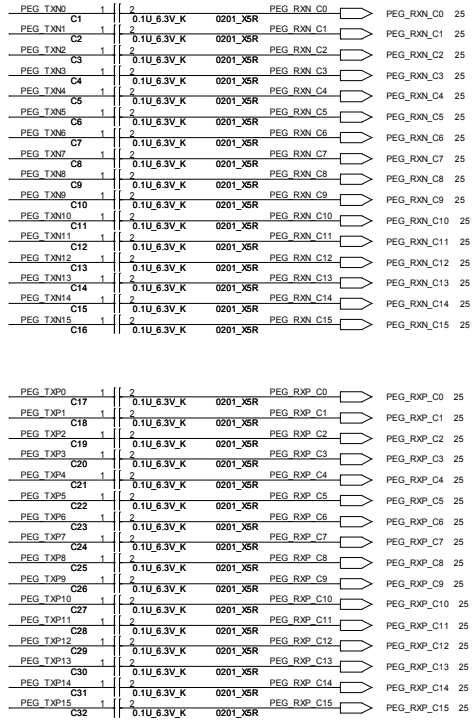 PEG_TXN0 1 2 PEG_RXN_C0 PEG_RXN_C0 25
C1 0.1U_6.3V_K 0201_X5R
PEG_TXN1 1 2 PEG_RXN_C1 PEG_RXN_C1 25
C2 0.1U_6.3V_K 0201_X5R
PEG_TXN2 1 2 PEG_RXN_C2 PEG_RXN_C2 25
C3 0.1U_6.3V_K 0201_X5R
PEG_TXN3 1 2 PEG_RXN_C3 PEG_RXN_C3 25
C4 0.1U_6.3V_K 0201_X5R
PEG_TXN4 1 2 PEG_RXN_C4 PEG_RXN_C4 25
C5 0.1U_6.3V_K 0201_X5R
PEG_TXN5 1 2 PEG_RXN_C5 PEG_RXN_C5 25
C6 0.1U_6.3V_K 0201_X5R
PEG_TXN6 1 2 PEG_RXN_C6 PEG_RXN_C6 25
C7 0.1U_6.3V_K 0201_X5R
PEG_TXN7 1 2 PEG_RXN_C7 PEG_RXN_C7 25
C8 0.1U_6.3V_K 0201_X5R
PEG_TXN8 1 2 PEG_RXN_C8 PEG_RXN_C8 25
C9 0.1U_6.3V_K 0201_X5R
PEG_TXN9 1 2 PEG_RXN_C9 PEG_RXN_C9 25
C10 0.1U_6.3V_K 0201_X5R
PEG_TXN10 1 2 PEG_RXN_C10 PEG_RXN_C10 25
C11 0.1U_6.3V_K 0201_X5R
PEG_TXN11 1 2 PEG_RXN_C11 PEG_RXN_C11 25
C12 0.1U_6.3V_K 0201_X5R
PEG_TXN12 1 2 PEG_RXN_C12 PEG_RXN_C12 25
C13 0.1U_6.3V_K 0201_X5R
PEG_TXN13 1 2 PEG_RXN_C13 PEG_RXN_C13 25
C14 0.1U_6.3V_K 0201_X5R
PEG_TXN14 1 2 PEG_RXN_C14 PEG_RXN_C14 25
C15 0.1U_6.3V_K 0201_X5R
PEG_TXN15 1 2 PEG_RXN_C15 PEG_RXN_C15 25
C16 0.1U_6.3V_K 0201_X5R
PEG_TXP0 1 2 PEG_RXP_C0 PEG_RXP_C0 25
C17 0.1U_6.3V_K 0201_X5R
PEG_TXP1 1 2 PEG_RXP_C1 PEG_RXP_C1 25
C18 0.1U_6.3V_K 0201_X5R
PEG_TXP2 1 2 PEG_RXP_C2 PEG_RXP_C2 25
C19 0.1U_6.3V_K 0201_X5R
PEG_TXP3 1 2 PEG_RXP_C3 PEG_RXP_C3 25
C20 0.1U_6.3V_K 0201_X5R
PEG_TXP4 1 2 PEG_RXP_C4 PEG_RXP_C4 25
C21 0.1U_6.3V_K 0201_X5R
PEG_TXP5 1 2 PEG_RXP_C5 PEG_RXP_C5 25
C22 0.1U_6.3V_K 0201_X5R
PEG_TXP6 1 2 PEG_RXP_C6 PEG_RXP_C6 25
C23 0.1U_6.3V_K 0201_X5R
PEG_TXP7 1 2 PEG_RXP_C7 PEG_RXP_C7 25
C24 0.1U_6.3V_K 0201_X5R
PEG_TXP8 1 2 PEG_RXP_C8 PEG_RXP_C8 25
C25 0.1U_6.3V_K 0201_X5R
PEG_TXP9 1 2 PEG_RXP_C9 PEG_RXP_C9 25
C26 0.1U_6.3V_K 0201_X5R
PEG_TXP10 1 2 PEG_RXP_C10 PEG_RXP_C10 25
C27 0.1U_6.3V_K 0201_X5R
PEG_TXP11 1 2 PEG_RXP_C11 PEG_RXP_C11 25
C28 0.1U_6.3V_K 0201_X5R
PEG_TXP12 1 2 PEG_RXP_C12 PEG_RXP_C12 25
C29 0.1U_6.3V_K 0201_X5R
PEG_TXP13 1 2 PEG_RXP_C13 PEG_RXP_C13 25
C30 0.1U_6.3V_K 0201_X5R
PEG_TXP14 1 2 PEG_RXP_C14 PEG_RXP_C14 25
C31 0.1U_6.3V_K 0201_X5R
PEG_TXP15 1 2 PEG_RXP_C15 PEG_RXP_C15 25
C32 0.1U_6.3V_K 0201_X5R